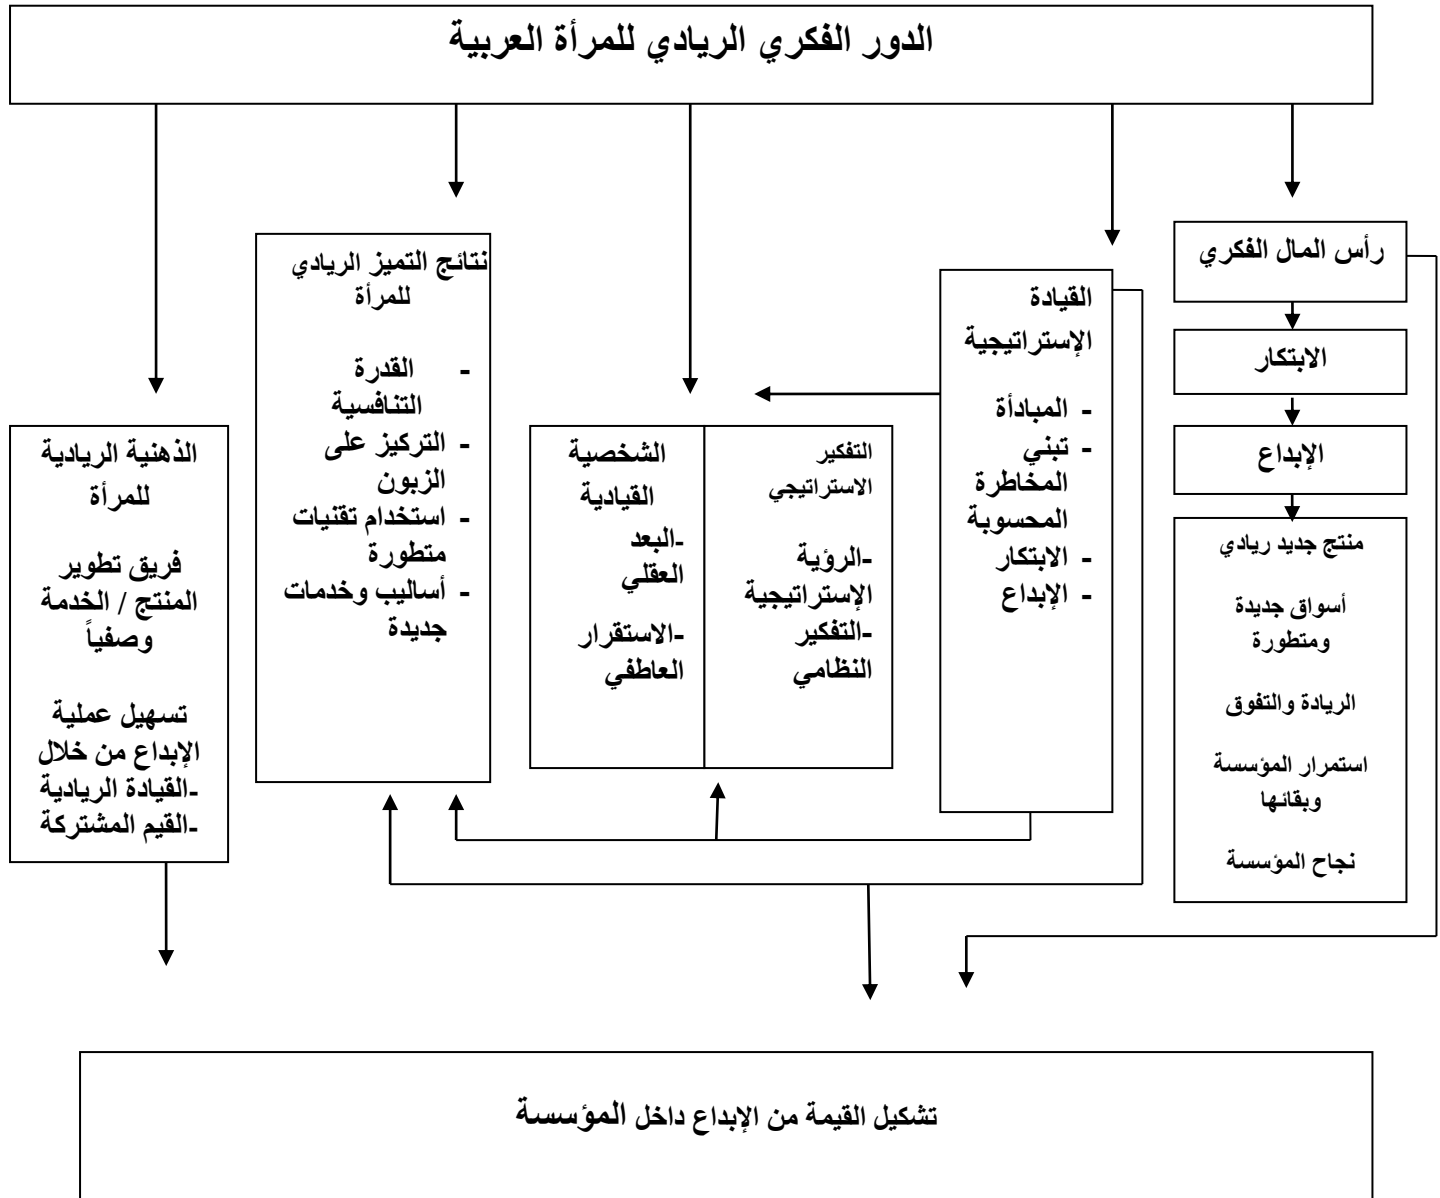 الدور الفكري الريادي للمرأة العربية
رأس المال الفكري
الابتكار
الإبداع
منتج جديد ريادي
أسواق جديدة
ومتطورة
الريادة والتفوق
استمرار المؤسسة
وبقائها
نجاح المؤسسة
القيادة
الإستراتيجية
- المبادأة
- تبني
المخاطرة
المحسوبة
- الابتكار
- الإبداع
التفكير
الاستراتيجي
-الرؤية
الإستراتيجية
-التفكير
النظامي
الشخصية
القيادية
-البعد
العقلي
-الاستقرار
العاطفي
نتائج التميز الريادي
للمرأة
- القدرة
التنافسية
- التركيز على
الزبون
- استخدام تقنيات
متطورة
- أساليب وخدمات
جديدة
الذهنية الريادية
للمرأة
فريق تطوير
المنتج / الخدمة
وصفياً
تسهيل عملية
الإبداع من خلال
-القيادة الريادية
-القيم المشتركة
تشكيل القيمة من الإبداع داخل المؤسسة